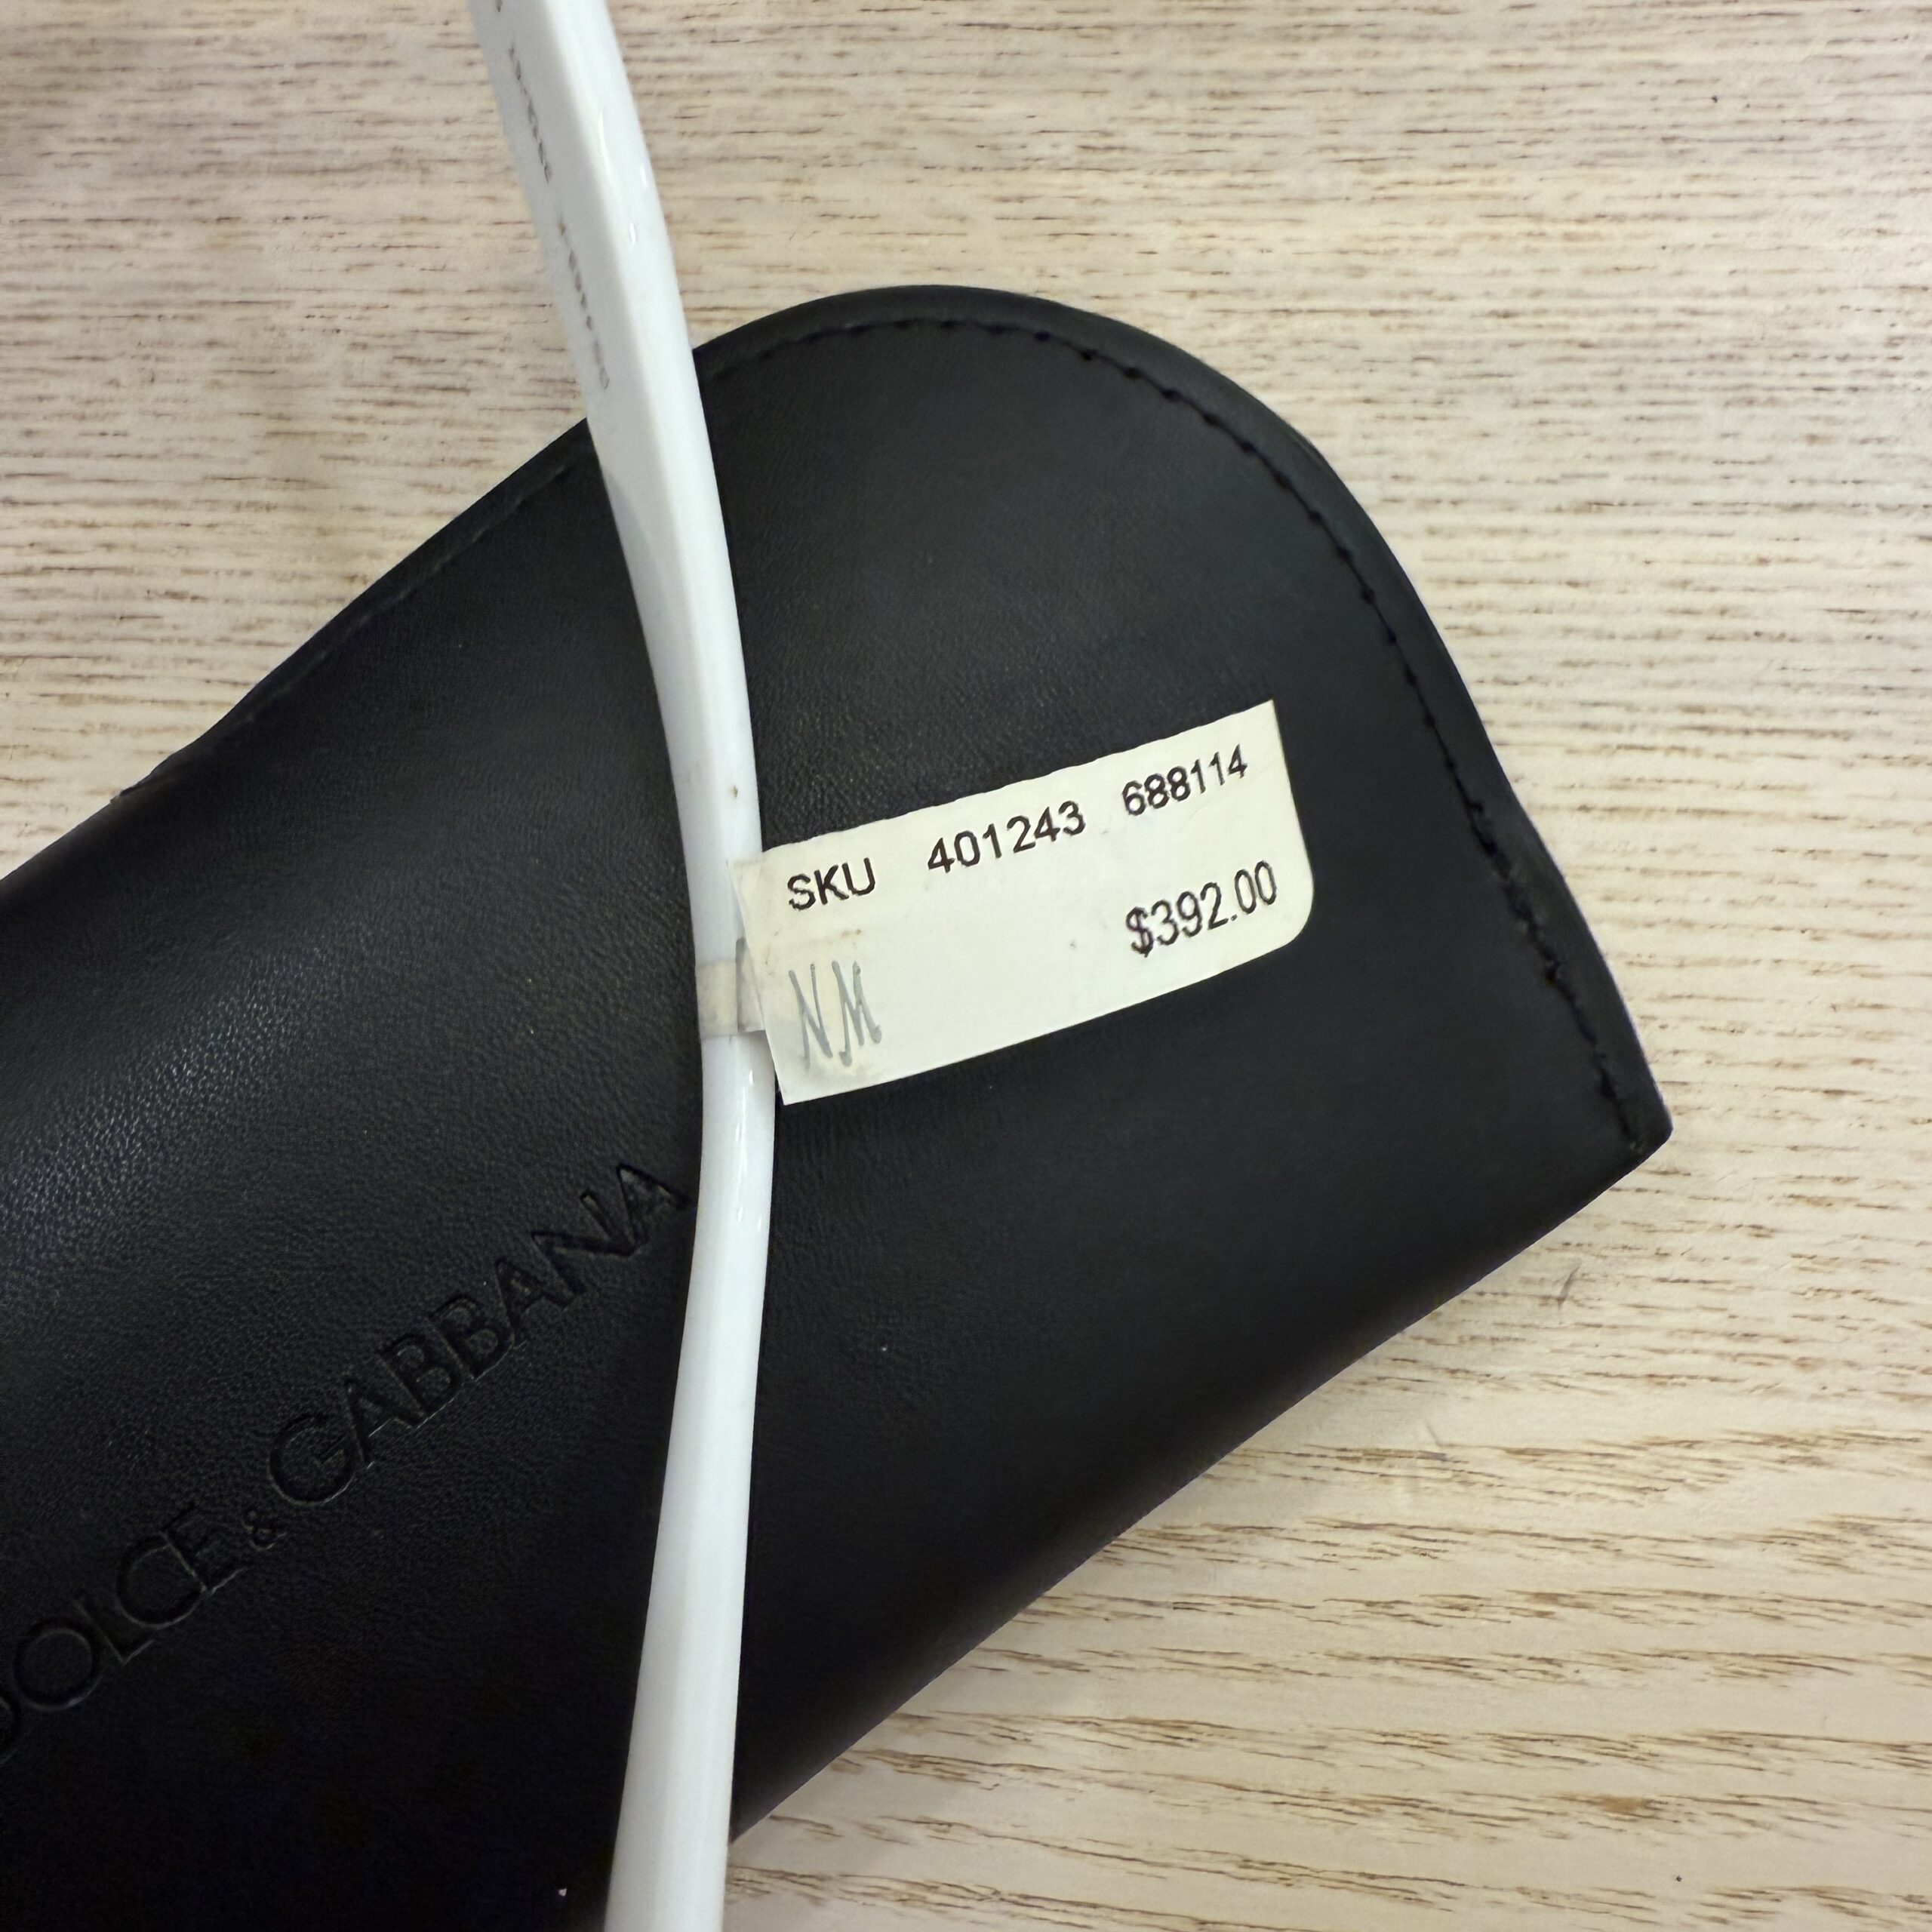 SKU 401243 688114
$392.00
NM
DOLCE & GABBANA